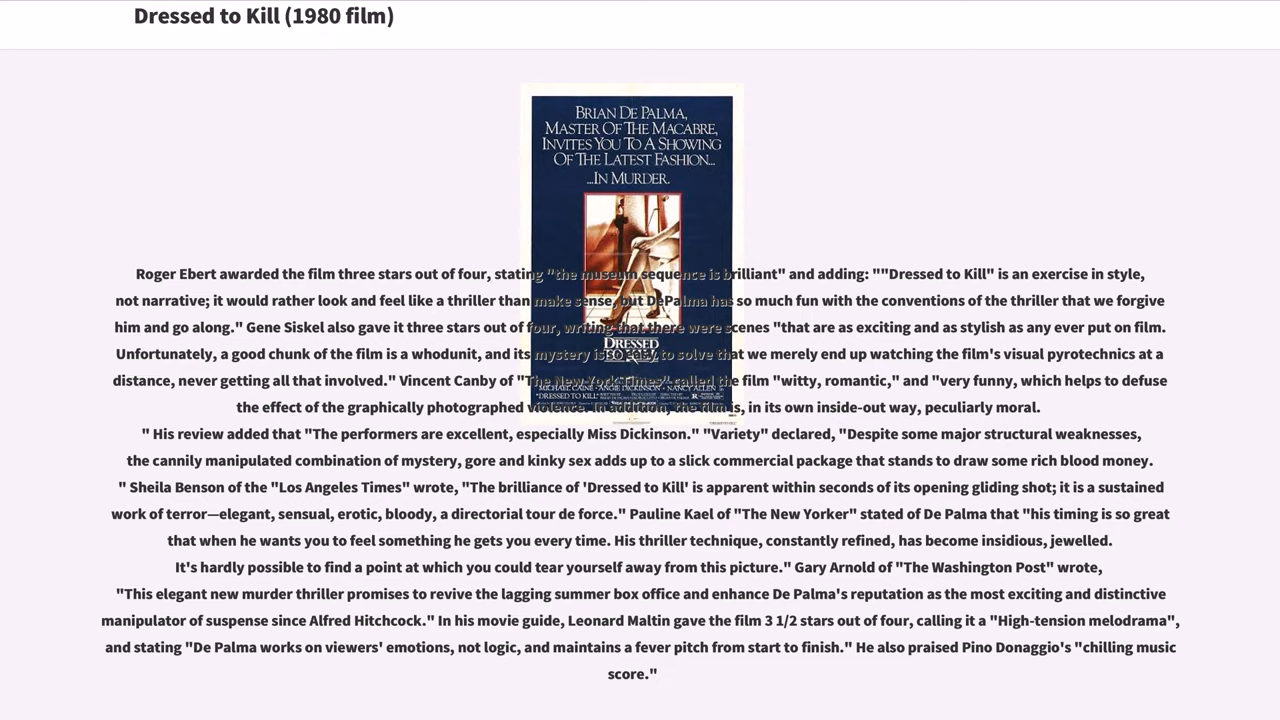 Dressed to Kill (1980 film)
BRIAN DE PALMA,
MASTER OF THE MACABRE,
INVITES YOU TO A SHOWING
OF THE LATEST FASHION...
...IN MURDER.
Roger Ebert awarded the film three stars out of four, stating "the museum sequence is brilliant" and adding: ""Dressed to Kill" is an exercise in style,
not narrative; it would rather look and feel like a thriller than make sense, but DePalma has so much fun with the conventions of the thriller that we forgive
him and go along." Gene Siskel also gave it three stars out of four, writing that there were scenes "that are as exciting and as stylish as any ever put on film.
DRESSED
Unfortunately, a good chunk of the film is a whodunit, and its mystery is so easy to solve that we merely end up watching the film's visual pyrotechnics at a
distance, never getting all that involved." Vincent Canby of "The New York Times" called the film "witty, romantic," and "very funny, which helps to defuse
MICHAEL CAINE · ANGIE DICKINSON · NANCY ALLEN
"DRESSED TO KILL"
the effect of the graphically photographed violence. In addition, the film is, in its own inside-out way, peculiarly moral.
" His review added that "The performers are excellent, especially Miss Dickinson." "Variety" declared, "Despite some major structural weaknesses,
the cannily manipulated combination of mystery, gore and kinky sex adds up to a slick commercial package that stands to draw some rich blood money.
" Sheila Benson of the "Los Angeles Times" wrote, "The brilliance of 'Dressed to Kill' is apparent within seconds of its opening gliding shot; it is a sustained
work of terror—elegant, sensual, erotic, bloody, a directorial tour de force." Pauline Kael of "The New Yorker" stated of De Palma that "his timing is so great
that when he wants you to feel something he gets you every time. His thriller technique, constantly refined, has become insidious, jewelled.
It's hardly possible to find a point at which you could tear yourself away from this picture." Gary Arnold of "The Washington Post" wrote,
"This elegant new murder thriller promises to revive the lagging summer box office and enhance De Palma's reputation as the most exciting and distinctive
manipulator of suspense since Alfred Hitchcock." In his movie guide, Leonard Maltin gave the film 3 1/2 stars out of four, calling it a "High-tension melodrama",
and stating "De Palma works on viewers' emotions, not logic, and maintains a fever pitch from start to finish." He also praised Pino Donaggio's "chilling music
score."